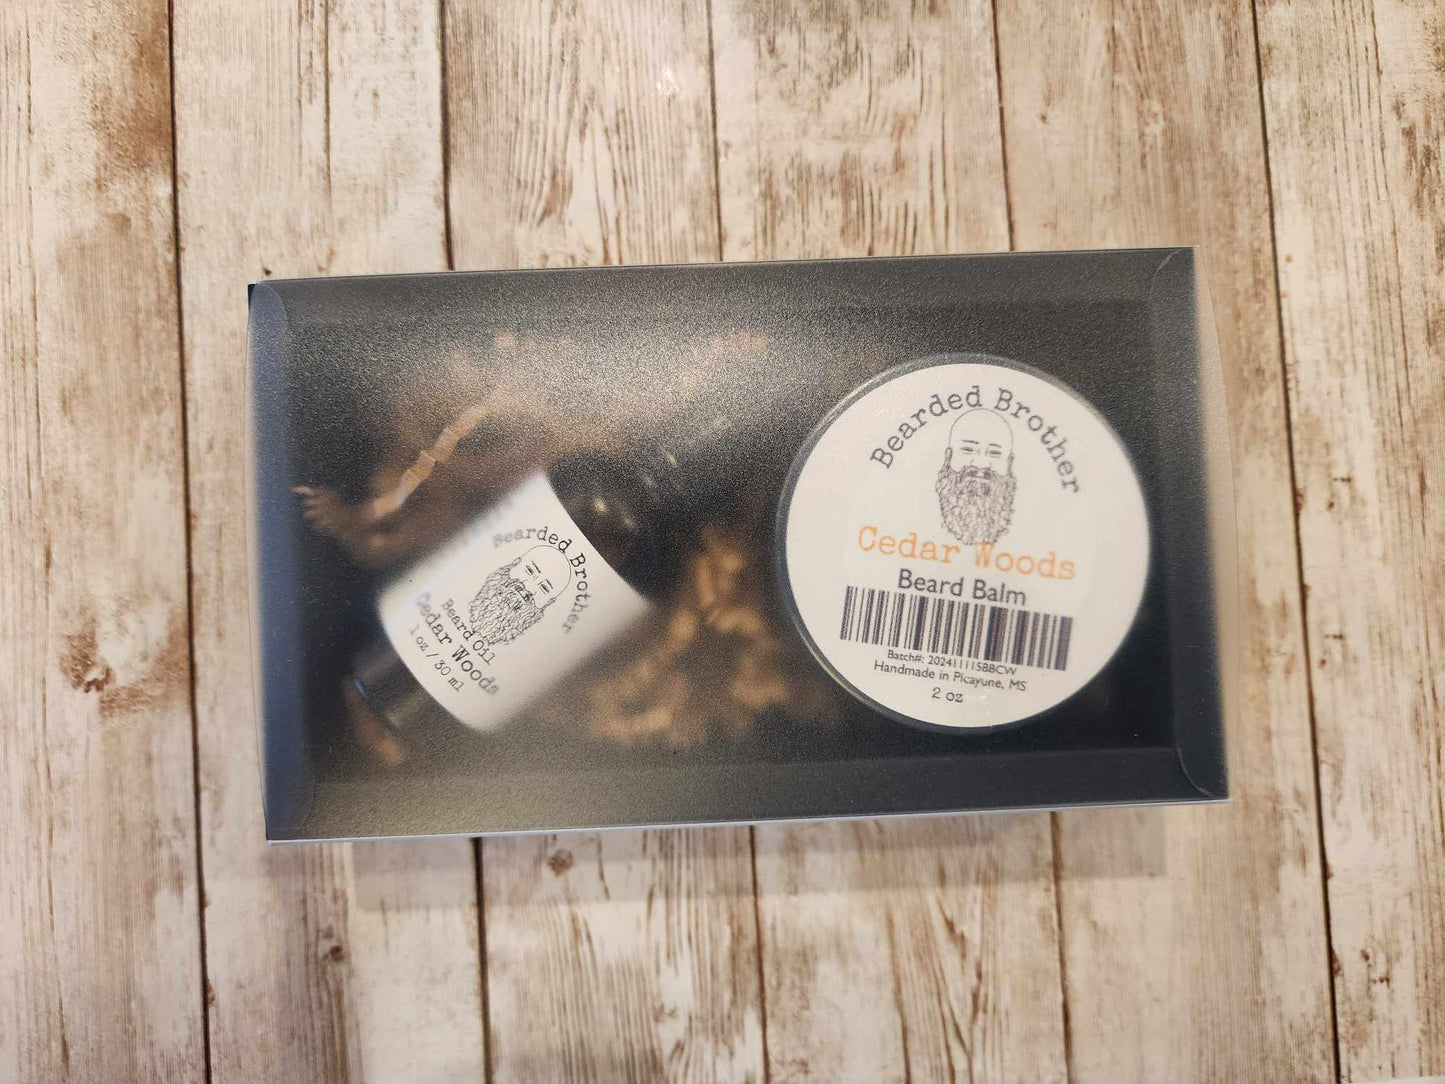 Bearded Brother
Beard Oil
Cedar Woods
1 oz / 30 ml
Bearded Brother
Cedar Woods
Beard Balm
Batch#: 20241111SBBCW
Handmade in Picayune, MS
2 oz